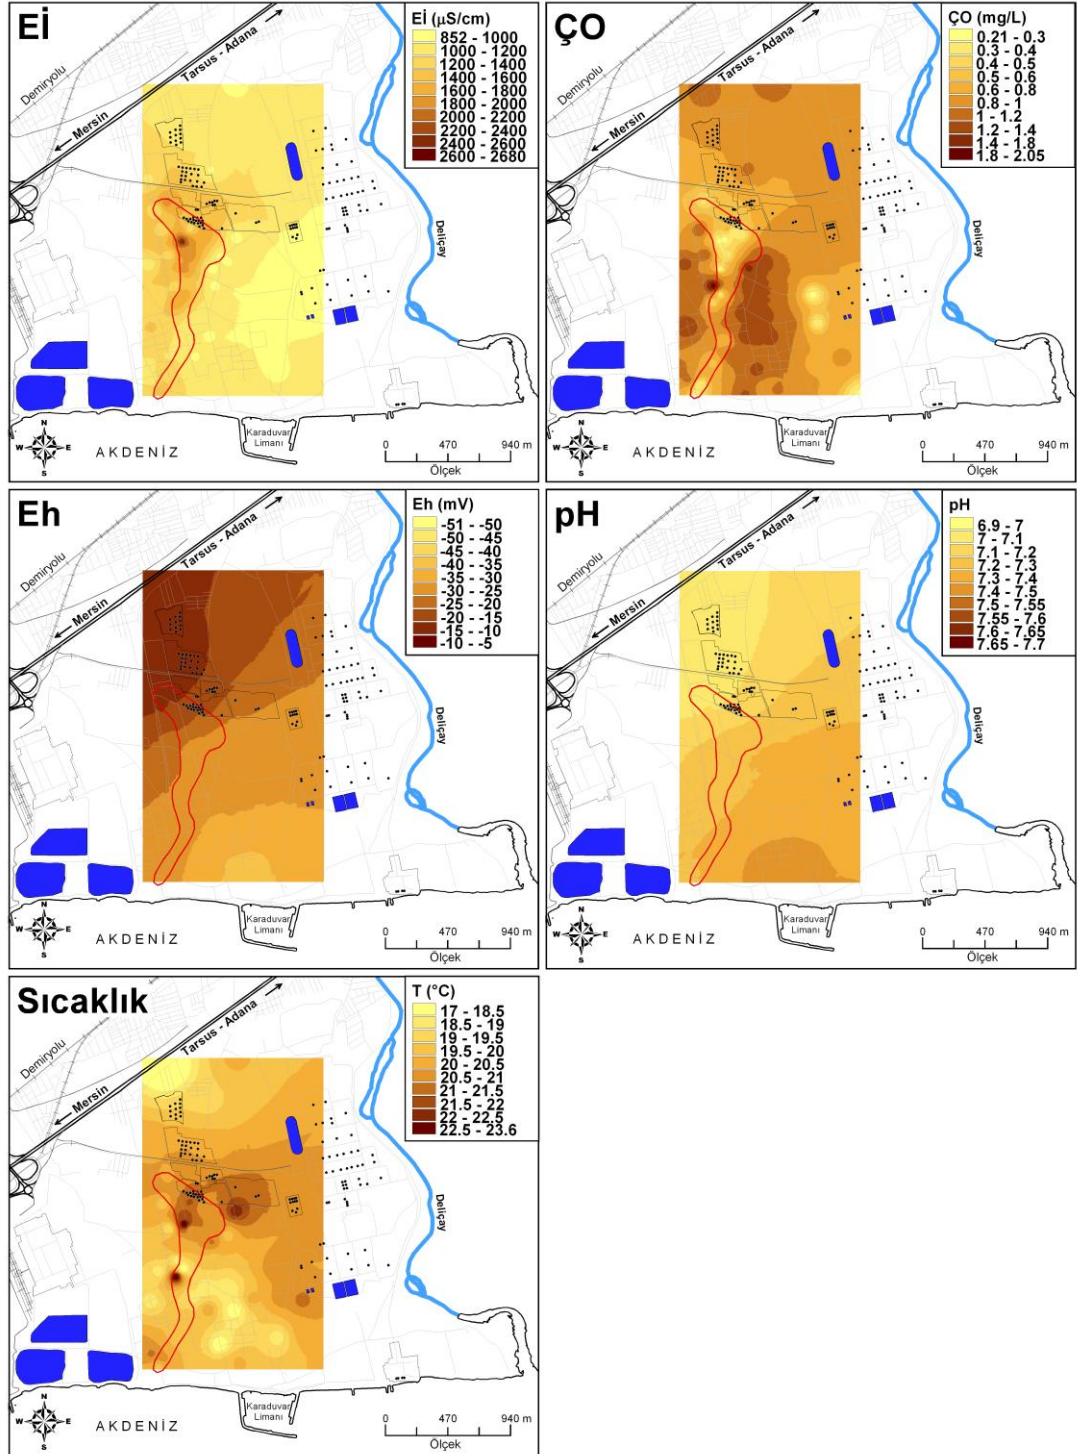 Eİ
Eİ (µS/cm)
852 - 1000
1000 - 1200
1200 - 1400
1400 - 1600
1600 - 1800
1800 - 2000
2000 - 2200
2200 - 2400
2400 - 2600
2600 - 2680
Demiryolu
Tarsus - Adana
Mersin
Deliçay
Karaduvar
Limanı
N
W E
S
AKDENİZ
0 470 940 m
Ölçek
ÇO
ÇO (mg/L)
0.21 - 0.3
0.3 - 0.4
0.4 - 0.5
0.5 - 0.6
0.6 - 0.8
0.8 - 1
1 - 1.2
1.2 - 1.4
1.4 - 1.8
1.8 - 2.05
Demiryolu
Tarsus - Adana
Mersin
Deliçay
Karaduvar
Limanı
N
W E
S
AKDENİZ
0 470 940 m
Ölçek
Eh
Eh (mV)
-51 - -50
-50 - -45
-45 - -40
-40 - -35
-35 - -30
-30 - -25
-25 - -20
-20 - -15
-15 - -10
-10 - -5
Demiryolu
Tarsus - Adana
Mersin
Deliçay
Karaduvar
Limanı
N
W E
S
AKDENİZ
0 470 940 m
Ölçek
pH
pH
6.9 - 7
7 - 7.1
7.1 - 7.2
7.2 - 7.3
7.3 - 7.4
7.4 - 7.5
7.5 - 7.55
7.55 - 7.6
7.6 - 7.65
7.65 - 7.7
Demiryolu
Tarsus - Adana
Mersin
Deliçay
Karaduvar
Limanı
N
W E
S
AKDENİZ
0 470 940 m
Ölçek
Sıcaklık
T (°C)
17 - 18.5
18.5 - 19
19 - 19.5
19.5 - 20
20 - 20.5
20.5 - 21
21 - 21.5
21.5 - 22
22 - 22.5
22.5 - 23.6
Demiryolu
Tarsus - Adana
Mersin
Deliçay
Karaduvar
Limanı
N
W E
S
AKDENİZ
0 470 940 m
Ölçek